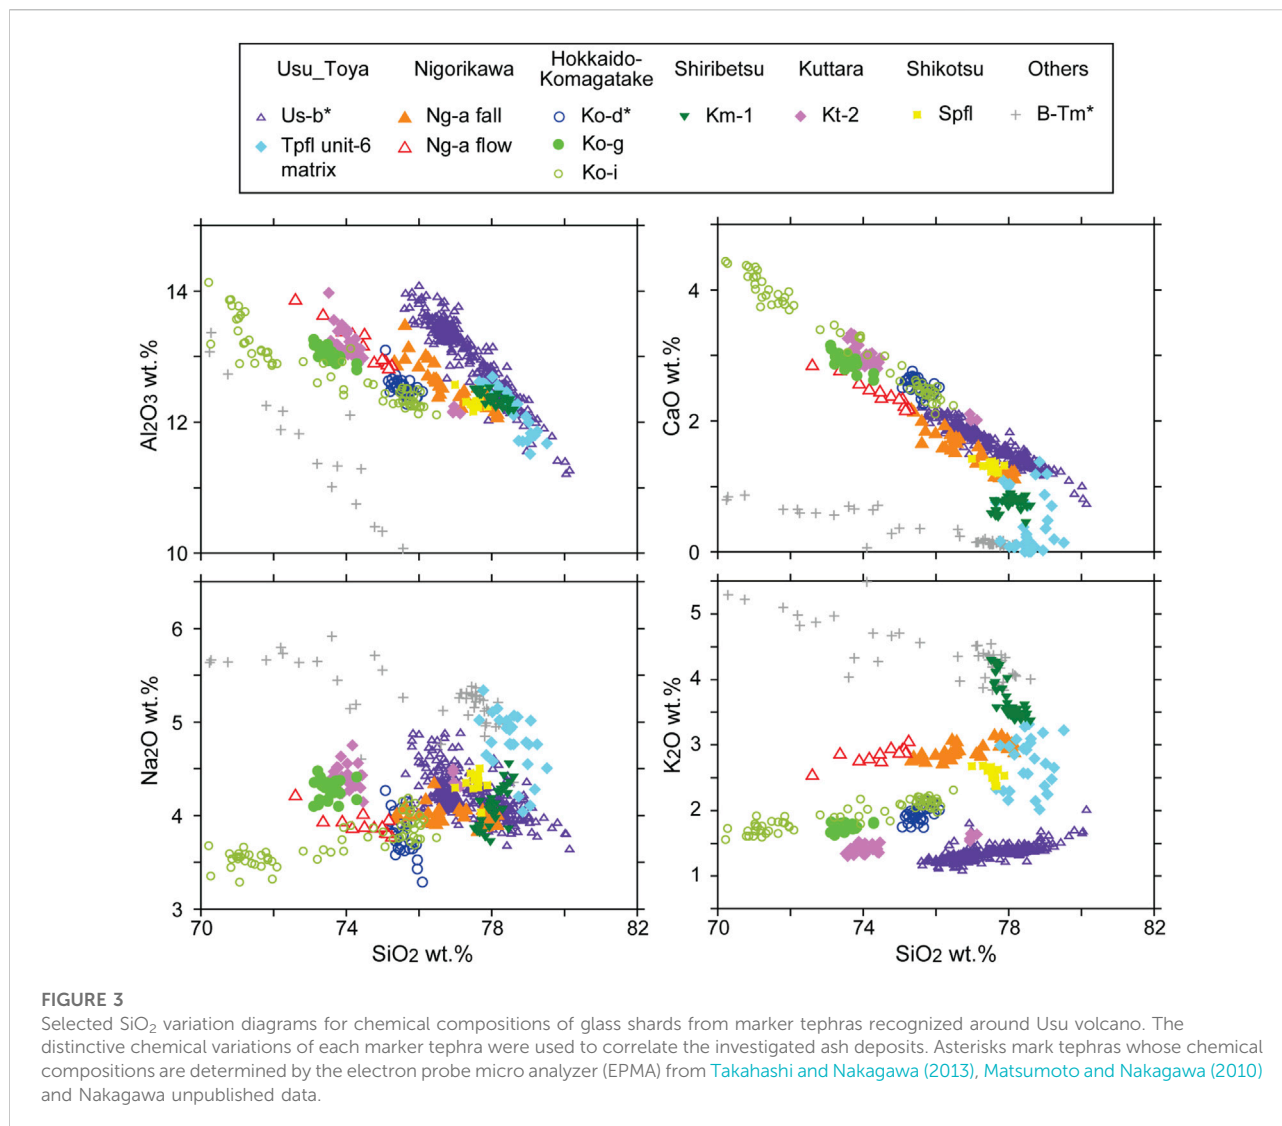 Usu_Toya Nigorikawa Hokkaido-Komagatake Shiribetsu Kuttara Shikotsu Others
Us-b* Ng-a fall Ko-d* Km-1 Kt-2 Spfl B-Tm*
Tpfl unit-6 Ng-a flow Ko-g
matrix Ko-i
14
12
10
Al2O3 wt.%
4
2
0
CaO wt.%
6
5
4
3
Na2O wt.%
70 74 78 82
SiO2 wt.%
5
4
3
2
1
K2O wt.%
70 74 78 82
SiO2 wt.%
FIGURE 3
Selected SiO2 variation diagrams for chemical compositions of glass shards from marker tephras recognized around Usu volcano. The
distinctive chemical variations of each marker tephra were used to correlate the investigated ash deposits. Asterisks mark tephras whose chemical
compositions are determined by the electron probe micro analyzer (EPMA) from Takahashi and Nakagawa (2013), Matsumoto and Nakagawa (2010)
and Nakagawa unpublished data.